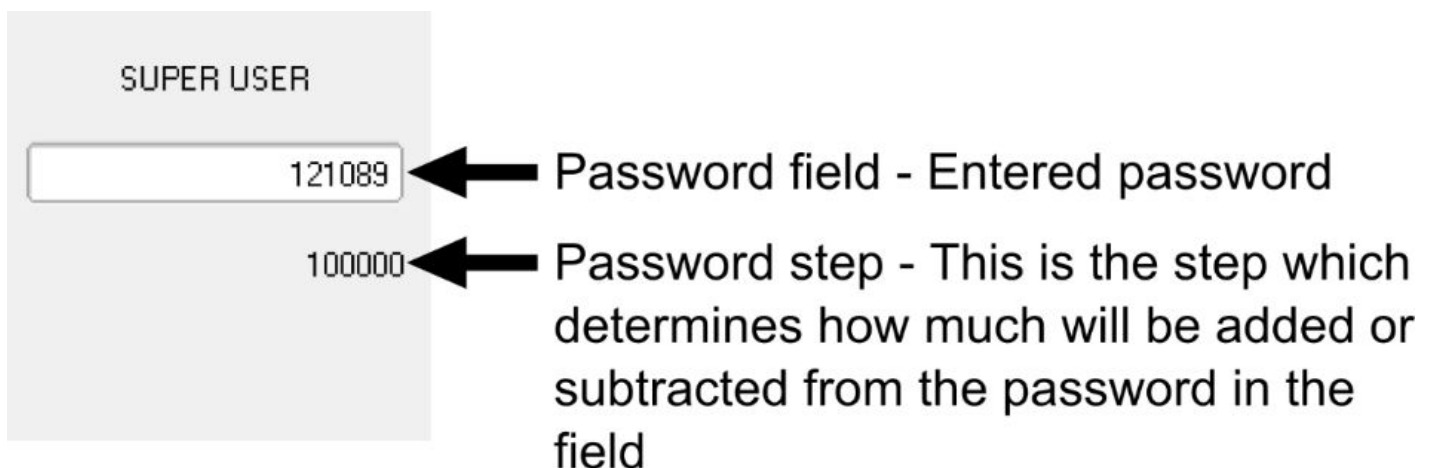 SUPER USER
121089
Password field - Entered password
100000
Password step - This is the step which
determines how much will be added or
subtracted from the password in the
field